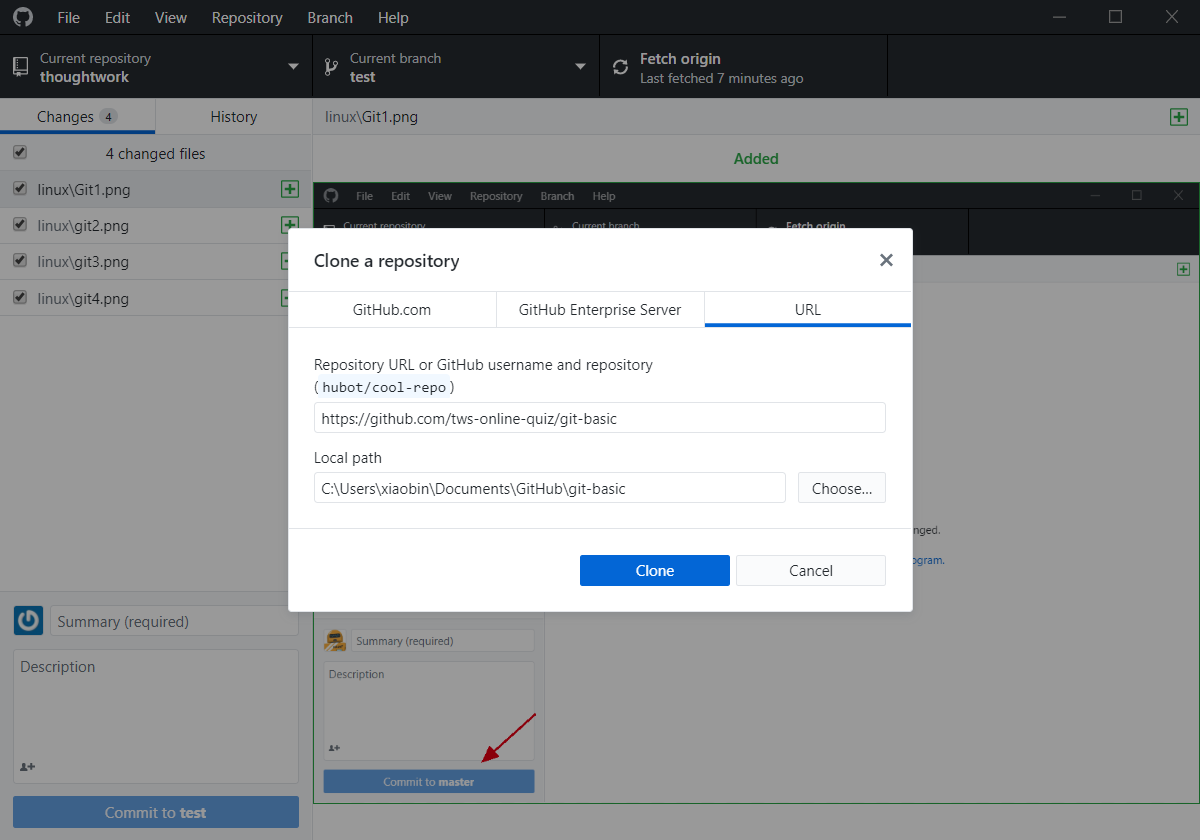 File Edit View Repository Branch Help
Current repository
thoughtwork
Current branch
test
Fetch origin
Last fetched 7 minutes ago
Changes 4
History
linux\Git1.png
4 changed files
Added
linux\Git1.png
linux\git2.png
linux\git3.png
linux\git4.png
File Edit View Repository Branch Help
Current repository
Current branch
Fetch origin
Clone a repository
GitHub.com
GitHub Enterprise Server
URL
Repository URL or GitHub username and repository
(hubot/cool-repo)
https://github.com/tws-online-quiz/git-basic
Local path
C:\Users\xiaobin\Documents\GitHub\git-basic
Choose...
nged.
ogram.
Clone
Cancel
Summary (required)
Description
Commit to test
Summary (required)
Description
Commit to master